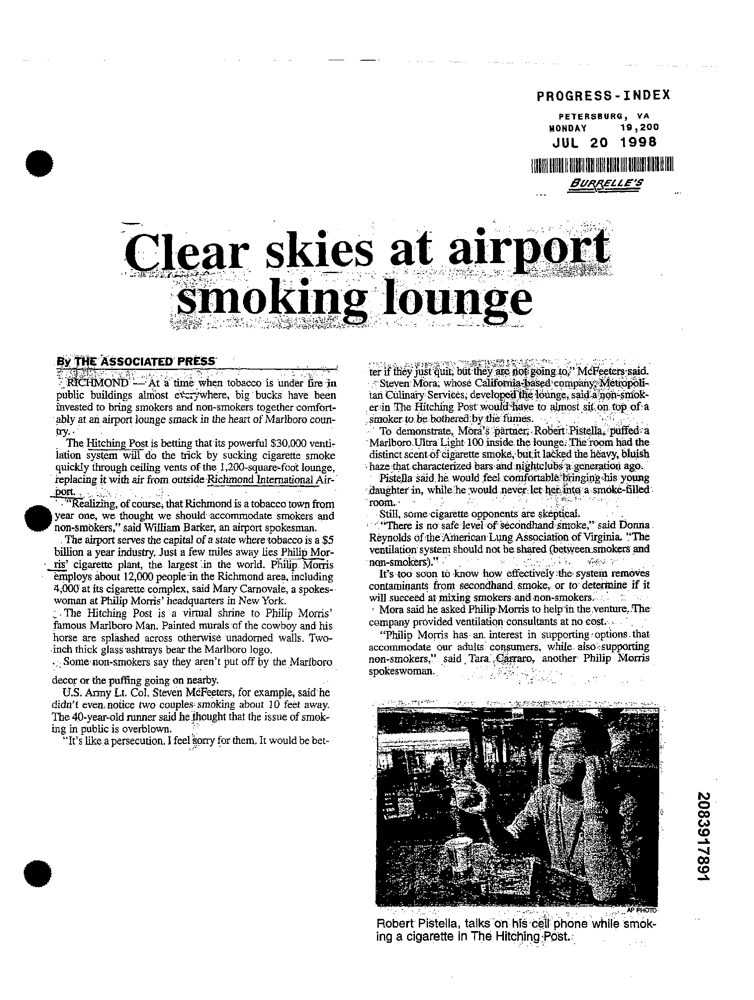 PROGRESS-INDEX
PETERSBURG, VA
MONDAY 19,200
JUL 20 1998
BURRELLE'S
Clear skies at airport
smoking lounge
By THE ASSOCIATED PRESS
RICHMOND — At a time when tobacco is under fire in
public buildings almost everywhere, big bucks have been
invested to bring smokers and non-smokers together comfort-
ably at an airport lounge smack in the heart of Marlboro coun-
try.
The Hitching Post is betting that its powerful $30,000 venti-
lation system will do the trick by sucking cigarette smoke
quickly through ceiling vents of the 1,200-square-foot lounge,
replacing it with air from outside Richmond International Air-
port.
"Realizing, of course, that Richmond is a tobacco town from
year one, we thought we should accommodate smokers and
non-smokers," said William Barker, an airport spokesman.
The airport serves the capital of a state where tobacco is a $5
billion a year industry. Just a few miles away lies Philip Mor-
ris' cigarette plant, the largest in the world. Philip Morris
employs about 12,000 people in the Richmond area, including
4,000 at its cigarette complex, said Mary Carnovale, a spokes-
woman at Philip Morris' headquarters in New York.
The Hitching Post is a virtual shrine to Philip Morris'
famous Marlboro Man. Painted murals of the cowboy and his
horse are splashed across otherwise unadorned walls. Two-
inch thick glass ashtrays bear the Marlboro logo.
Some non-smokers say they aren't put off by the Marlboro
decor or the puffing going on nearby.
U.S. Army Lt. Col. Steven McFeeters, for example, said he
didn't even notice two couples smoking about 10 feet away.
The 40-year-old runner said he thought that the issue of smok-
ing in public is overblown.
"It's like a persecution. I feel sorry for them. It would be bet-
ter if they just quit, but they are not going to," McFeeters said.
Steven Mora, whose California-based company, Metropoli-
tan Culinary Services, developed the lounge, said a non-smok-
er in The Hitching Post would have to almost sit on top of a
smoker to be bothered by the fumes.
To demonstrate, Mora's partner, Robert Pistella, puffed a
Marlboro Ultra Light 100 inside the lounge. The room had the
distinct scent of cigarette smoke, but it lacked the heavy, bluish
haze that characterized bars and nightclubs a generation ago.
Pistella said he would feel comfortable bringing his young
daughter in, while he would never let her into a smoke-filled
room.
Still, some cigarette opponents are skeptical.
"There is no safe level of secondhand smoke," said Donna
Reynolds of the American Lung Association of Virginia. "The
ventilation system should not be shared (between smokers and
non-smokers)."
It's too soon to know how effectively the system removes
contaminants from secondhand smoke, or to determine if it
will succeed at mixing smokers and non-smokers.
Mora said he asked Philip Morris to help in the venture. The
company provided ventilation consultants at no cost.
"Philip Morris has an interest in supporting options that
accommodate our adults consumers, while also supporting
non-smokers," said Tara Carraro, another Philip Morris
spokeswoman.
AP PHOTO
Robert Pistella, talks on his cell phone while smok-
ing a cigarette in The Hitching Post.
2083917891